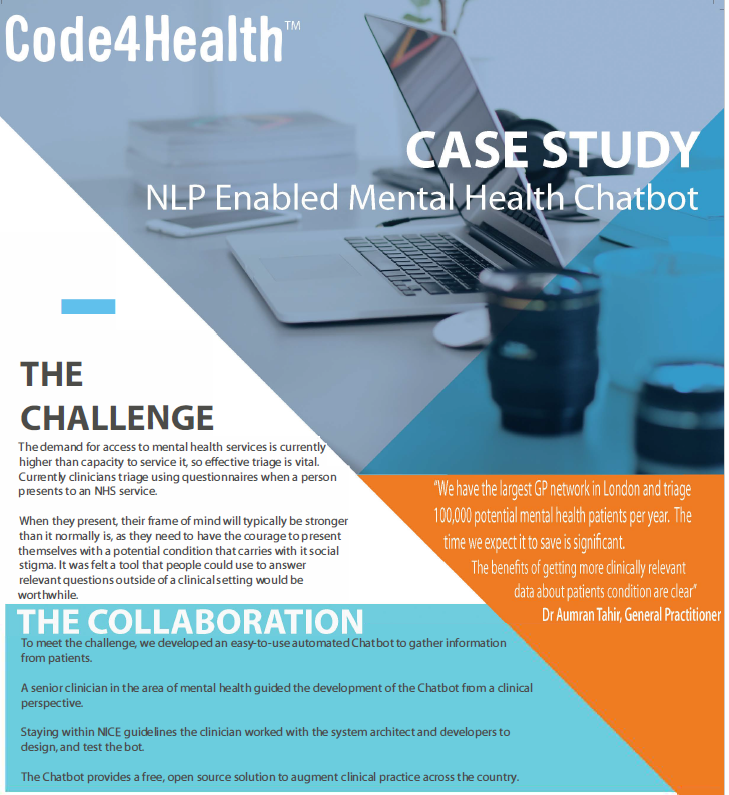 Code4Health™
CASE STUDY
NLP Enabled Mental Health Chatbot
THE
CHALLENGE
The demand for access to mental health services is currently
higher than capacity to service it, so effective triage is vital.
Currently clinicians triage using questionnaires when a person
presents to an NHS service.
When they present, their frame of mind will typically be stronger
than it normally is, as they need to have the courage to present
themselves with a potential condition that carries with it social
stigma. It was felt a tool that people could use to answer
relevant questions outside of a clinical setting would be
worthwhile.
"We have the largest GP network in London and triage
100,000 potential mental health patients per year. The
time we expect it to save is significant.
The benefits of getting more clinically relevant
data about patients condition are clear"
Dr Aumran Tahir, General Practitioner
THE COLLABORATION
To meet the challenge, we developed an easy-to-use automated Chatbot to gather information
from patients.
A senior clinician in the area of mental health guided the development of the Chatbot from a clinical
perspective.
Staying within NICE guidelines the clinician worked with the system architect and developers to
design, and test the bot.
The Chatbot provides a free, open source solution to augment clinical practice across the country.